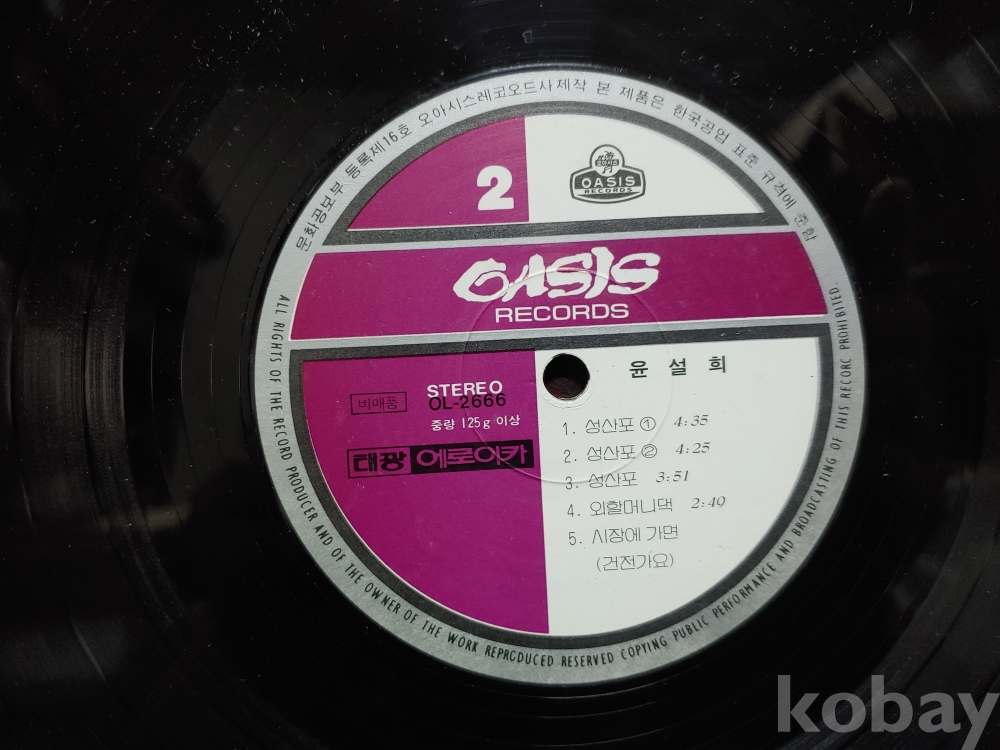 문화공보부 등록제16호 오아시스레코오드사제작 본 제품은 한국공업 표준 규격에 준함
2
OASIS
RECORDS
OASIS
RECORDS
윤설희
비매품
STEREO
OL-2666
중량 125g 이상
태광 에로이카
1. 성산포 ① 4:35
2. 성산포 ② 4:25
3. 성산포 3:51
4. 외할머니댁 2:49
5. 시장에 가면
(건전가요)
ALL RIGHTS OF THE RECORD PRODUCER AND OF THE OWNER OF THE WORK REPRODUCED RESERVED COPYING PUBLIC PERFORMANCE AND BROADCASTING OF THIS RECORC PROHIBITED.
kobay